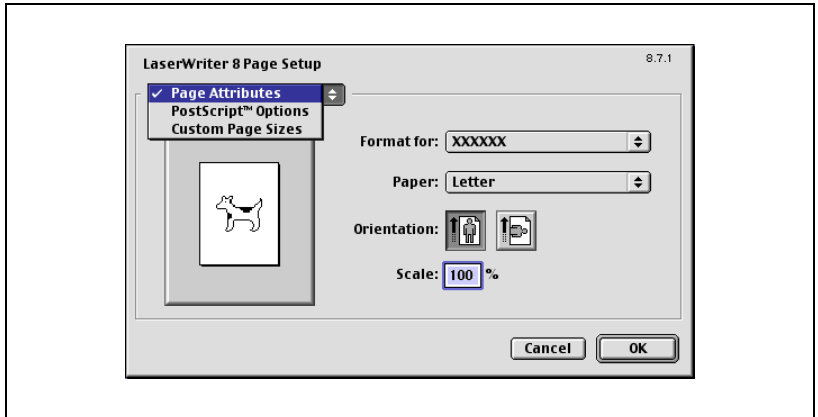 LaserWriter 8 Page Setup
8.7.1
✓ Page Attributes
PostScript™ Options
Custom Page Sizes
Format for: XXXXXX
Paper: Letter
Orientation:
Scale: 100 %
Cancel
OK